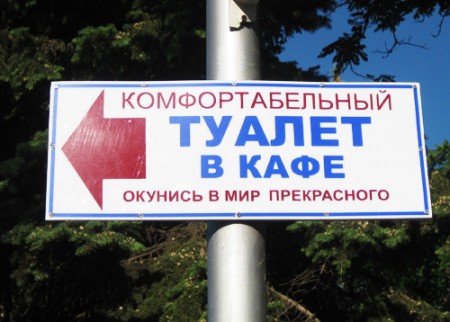 КОМФОРТАБЕЛЬНЫЙ
ТУАЛЕТ
В КАФЕ
ОКУНИСЬ В МИР ПРЕКРАСНОГО